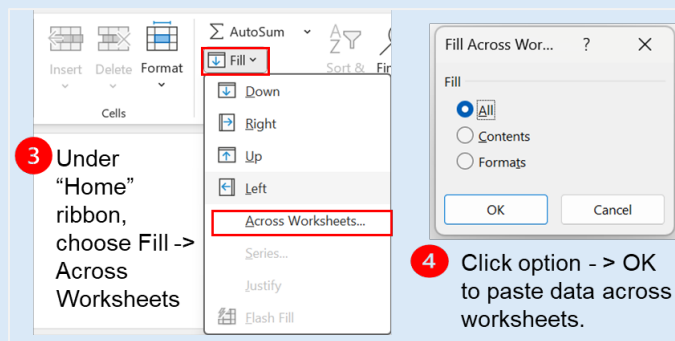 AutoSum
Fill
Insert Delete Format
Sort & Fin
Cells
Down
Right
Up
Left
Across Worksheets...
Series...
Justify
Flash Fill
3 Under
“Home”
ribbon,
choose Fill ->
Across
Worksheets
Fill Across Wor... ? X
Fill
All
Contents
Formats
OK Cancel
4 Click option - > OK
to paste data across
worksheets.